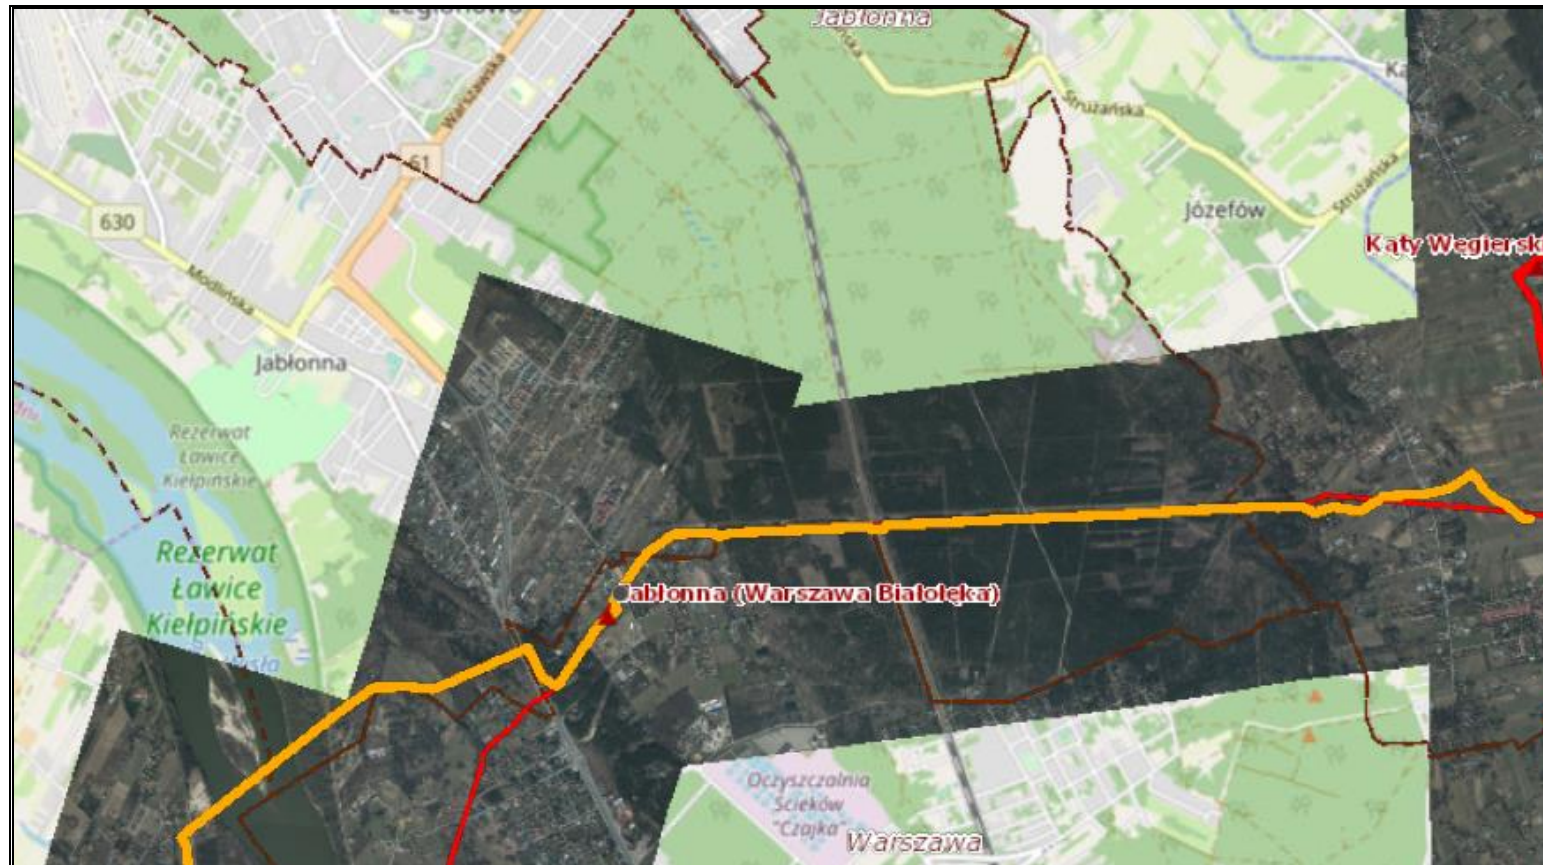 Legionowo
Jabłonna
Warszawska
61
Strużańska
Strużańska
Józefów
630
Modlińska
Kąty Węgierski
Jabłonna
Rezerwat
Ławice
Kiełpińskie
Rezerwat
Ławice
Kiełpińskie
Jabłonna (Warszawa Białołęka)
Oczyszczalnia
Ścieków
"Czajka"
Warszawa